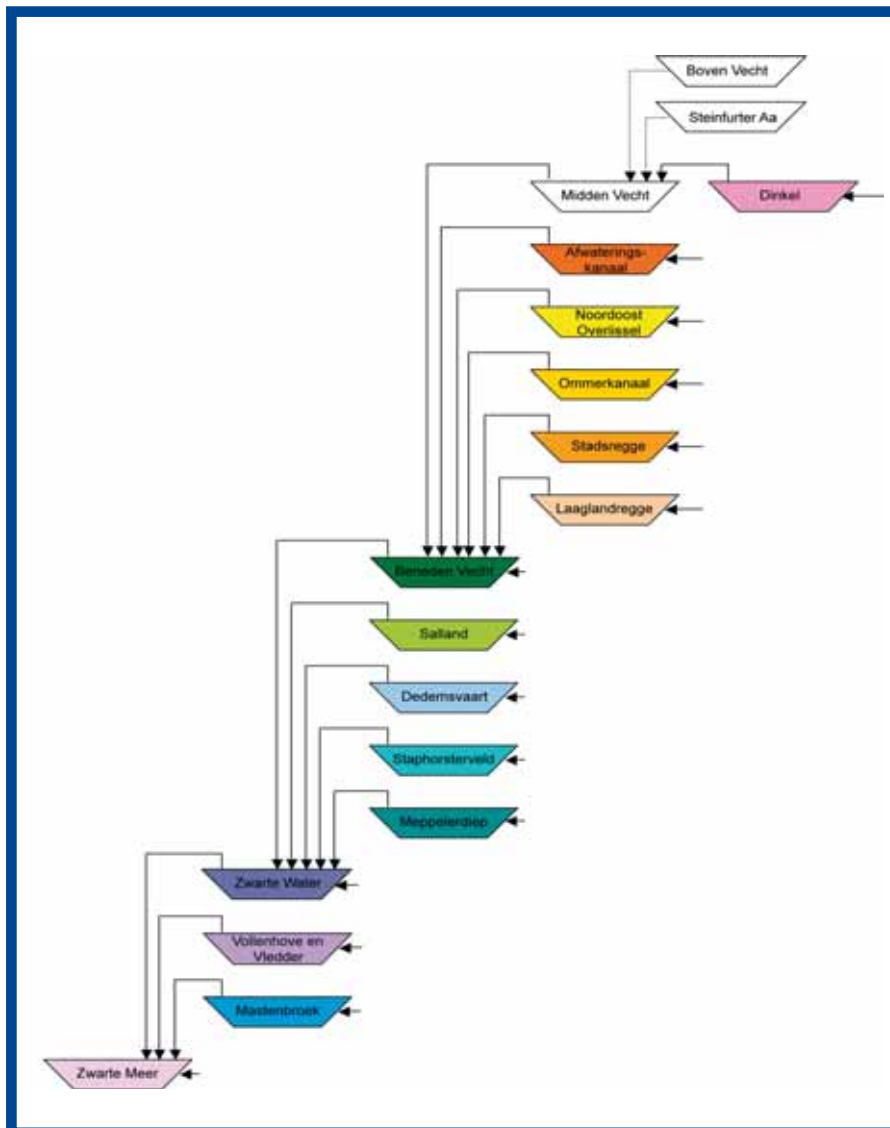 Boven Vecht
Steinfurter Aa
Midden Vecht
Dinkel
Afwaterings-
kanaal
Noordoost
Overijssel
Ommerkanaal
Stadsregge
Laaglandregge
Beneden Vecht
Salland
Dedemsvaart
Staphorsterveld
Meppelerdiep
Zwarte Water
Vollenhove en
Vledder
Mastenbroek
Zwarte Meer